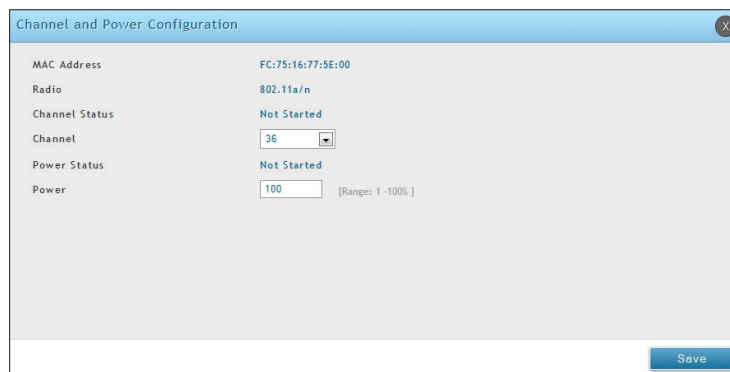 Channel and Power Configuration
X
MAC Address FC:75:16:77:5E:00
Radio 802.11a/n
Channel Status Not Started
Channel 36
Power Status Not Started
Power 100 [Range: 1 -100% ]
Save